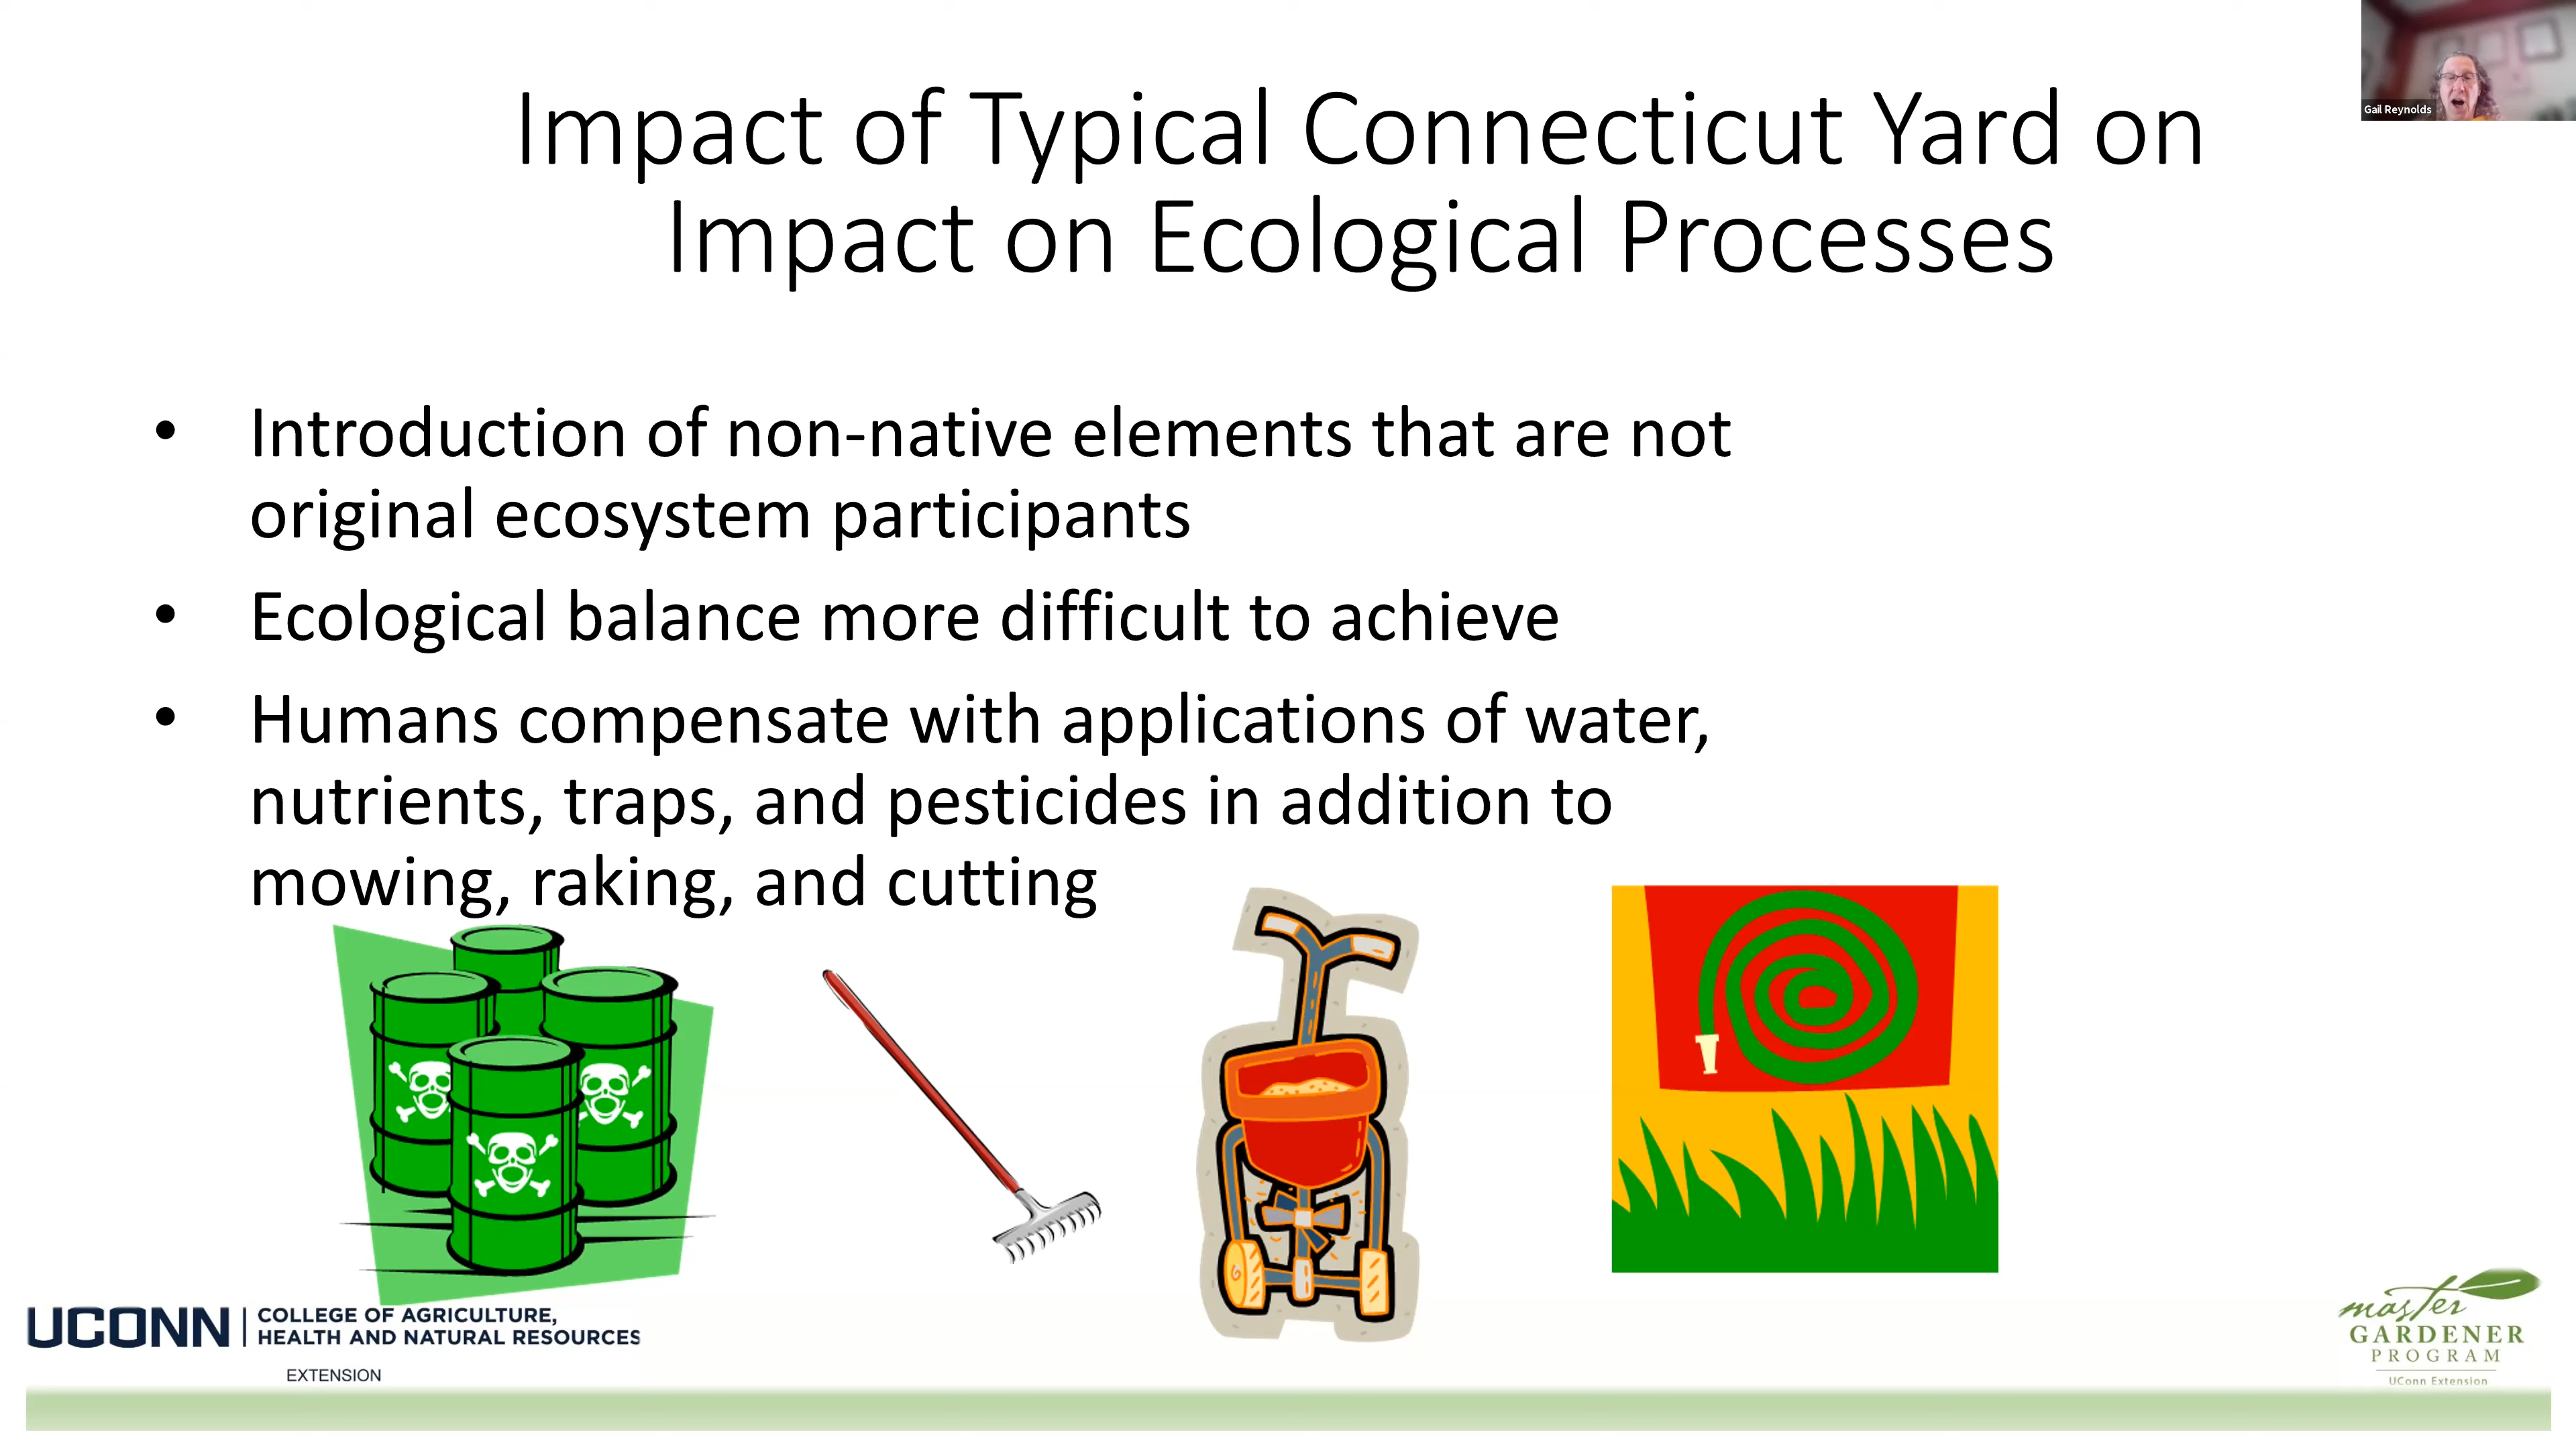 Gail Reynolds
Impact of Typical Connecticut Yard on
Impact on Ecological Processes
• Introduction of non-native elements that are not
original ecosystem participants
• Ecological balance more difficult to achieve
• Humans compensate with applications of water,
nutrients, traps, and pesticides in addition to
mowing, raking, and cutting
UCONN | COLLEGE OF AGRICULTURE,
HEALTH AND NATURAL RESOURCES
EXTENSION
master
GARDENER
PROGRAM
UConn Extension